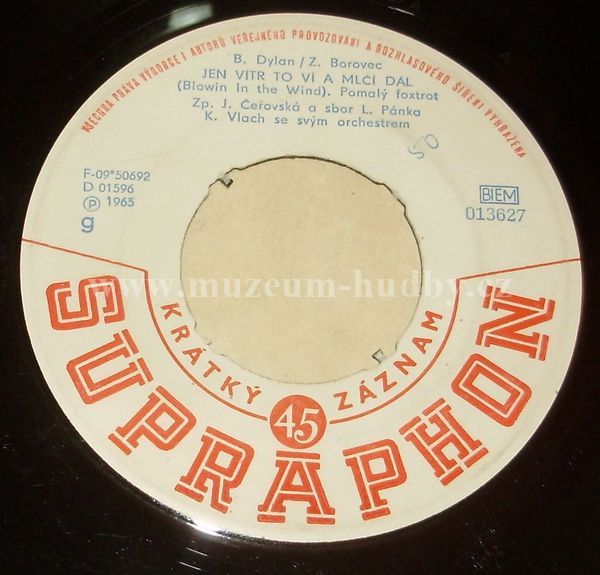 VŠECHNA PRÁVA VÝROBCE I AUTORŮ VEŘEJNÉHO PROVOZOVÁNÍ A ROZHLASOVÉHO ŠÍŘENÍ VYHRAZENA
B. Dylan/Z. Borovec
JEN VÍTR TO VÍ A MLČÍ DÁL
(Blowin In the Wind). Pomalý foxtrot
Zp. J. Čeřovská a sbor L. Pánka
K. Vlach se svým orchestrem
50
F-09*50692
D 01596
Ⓟ 1965
g
BIEM
013627
www.muzeum-hudby.cz
KRÁTKÝ 45 ZÁZNAM
SUPRAPHON